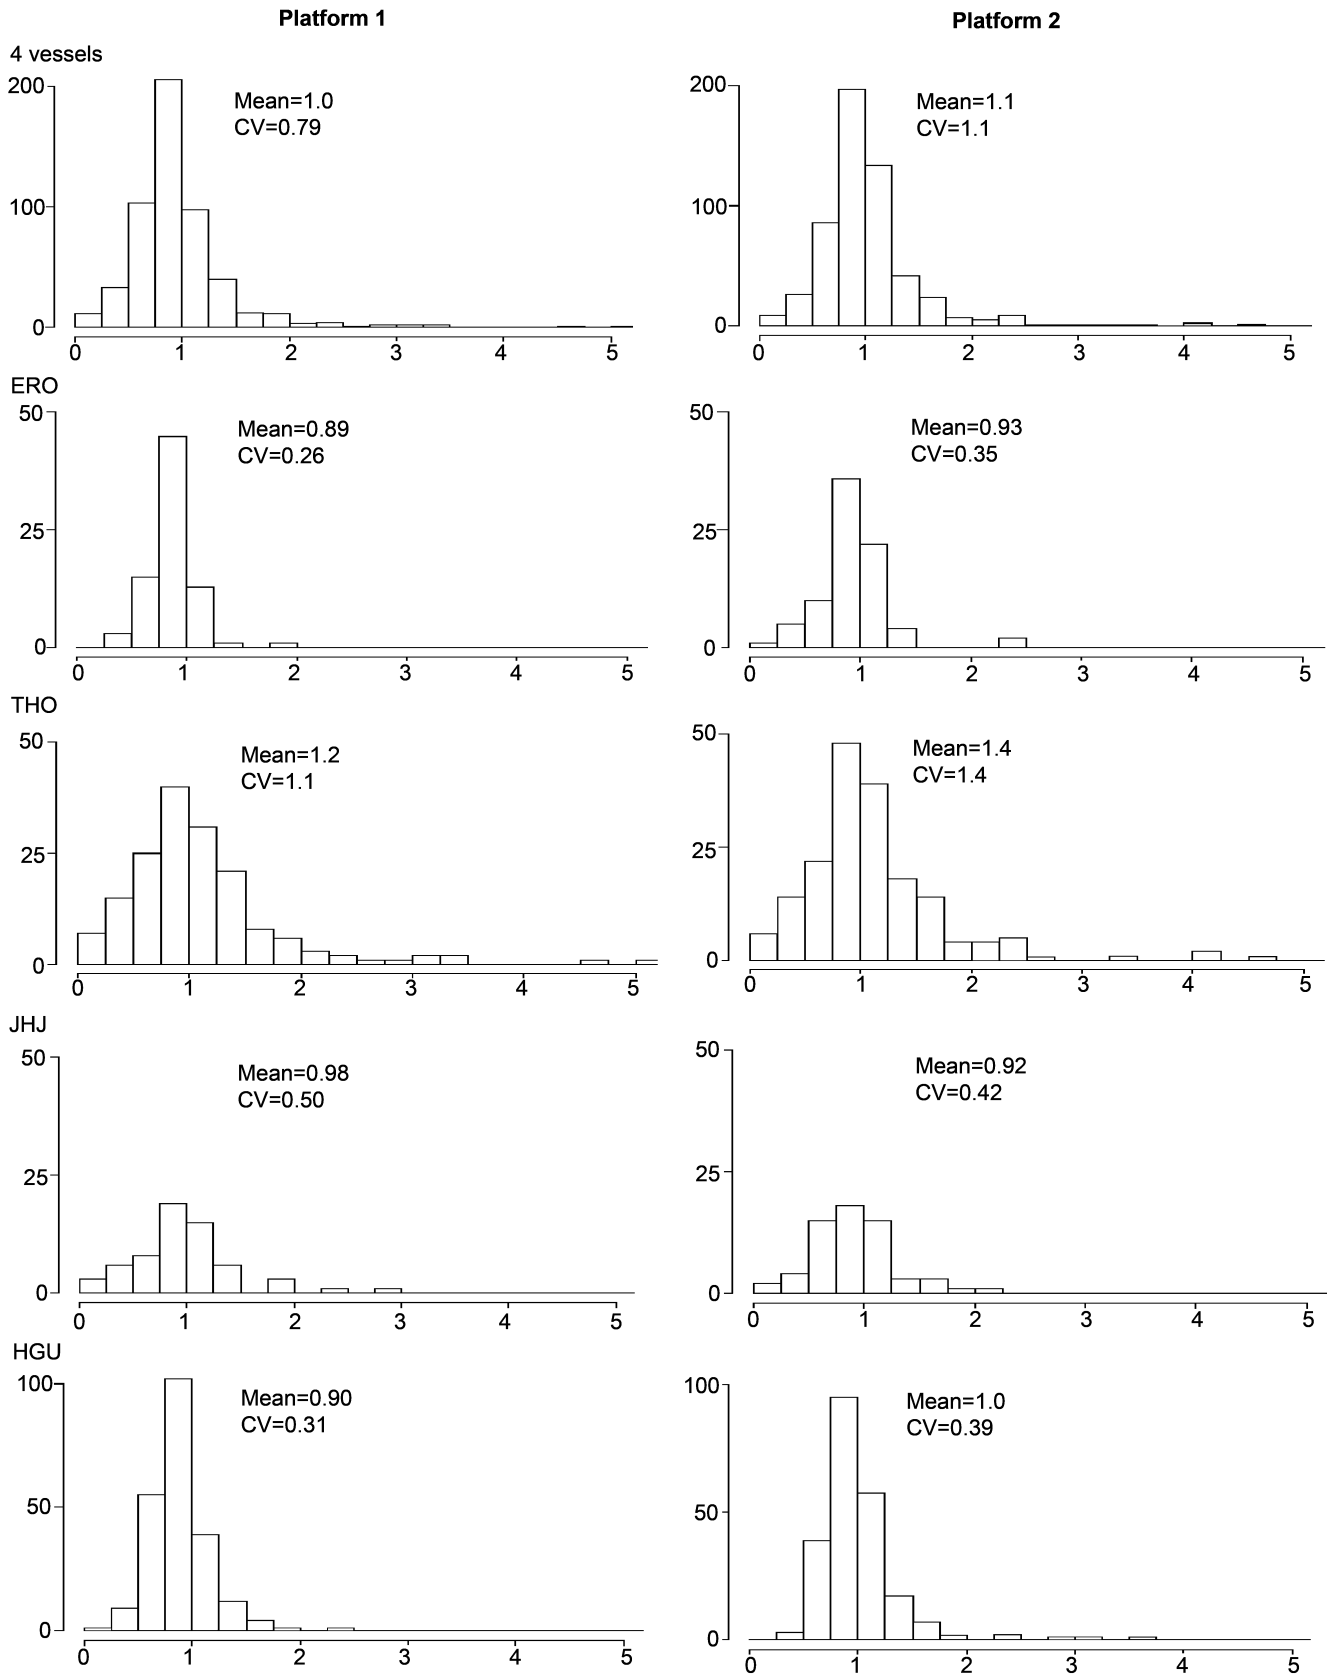 Platform 1
Platform 2
4 vessels
200
100
0
Mean=1.0
CV=0.79
0 1 2 3 4 5
200
100
0
Mean=1.1
CV=1.1
0 1 2 3 4 5
ERO
50
25
0
Mean=0.89
CV=0.26
0 1 2 3 4 5
50
25
0
Mean=0.93
CV=0.35
0 1 2 3 4 5
THO
50
25
0
Mean=1.2
CV=1.1
0 1 2 3 4 5
50
25
0
Mean=1.4
CV=1.4
0 1 2 3 4 5
JHJ
50
25
0
Mean=0.98
CV=0.50
0 1 2 3 4 5
50
25
0
Mean=0.92
CV=0.42
0 1 2 3 4 5
HGU
100
50
0
Mean=0.90
CV=0.31
0 1 2 3 4 5
100
50
0
Mean=1.0
CV=0.39
0 1 2 3 4 5